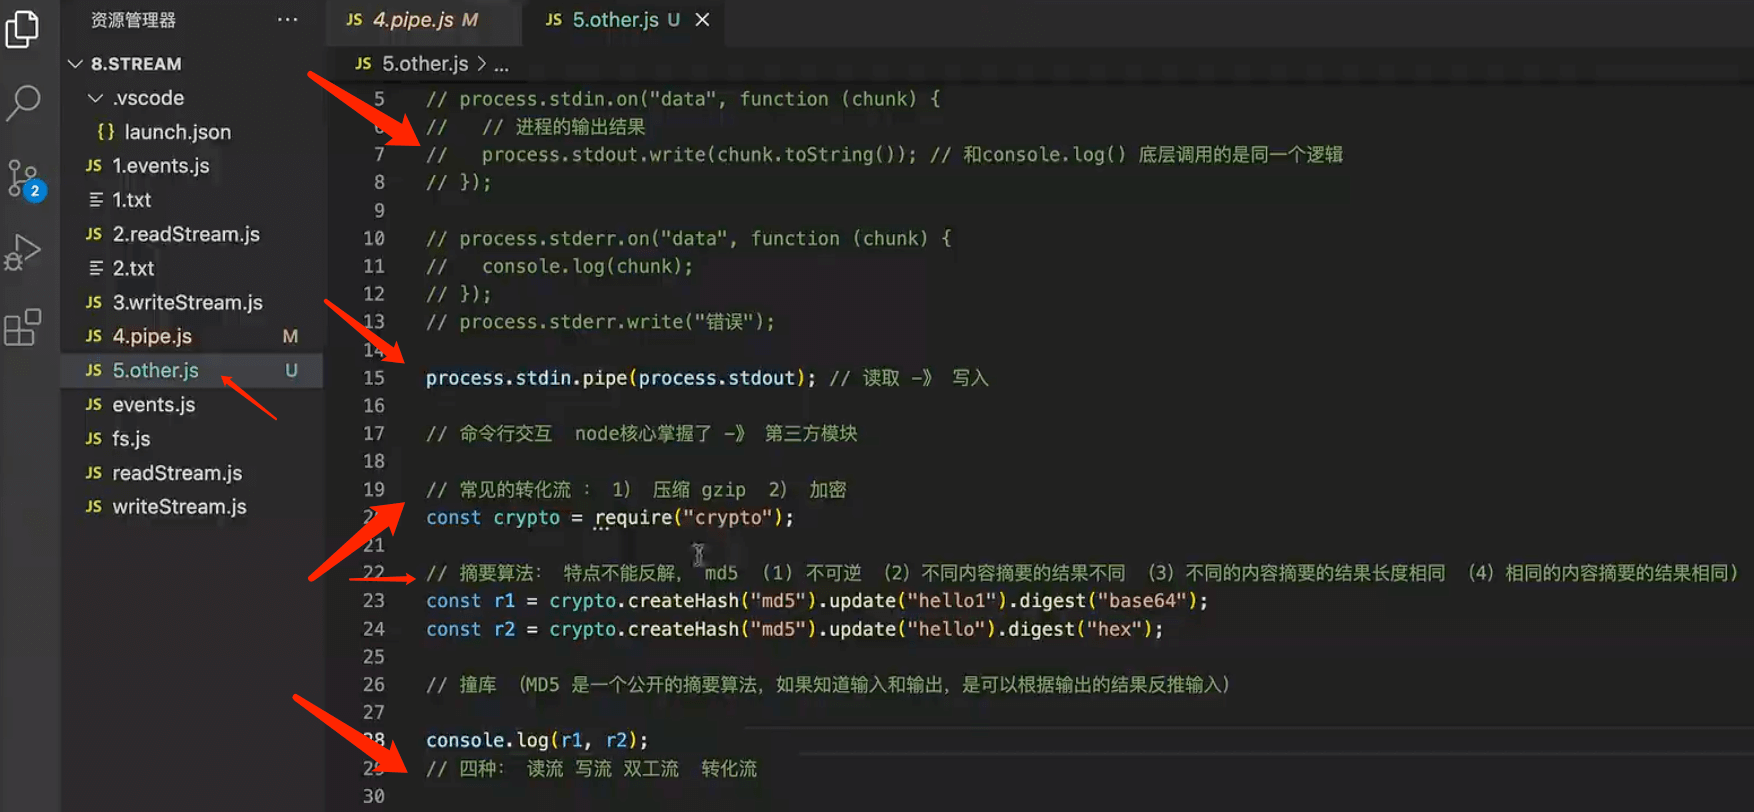 资源管理器 ...
8.STREAM
.vscode
{} launch.json
JS 1.events.js
1.txt
JS 2.readStream.js
2.txt
JS 3.writeStream.js
JS 4.pipe.js M
JS 5.other.js U
JS events.js
JS fs.js
JS readStream.js
JS writeStream.js
2
JS 4.pipe.js M
JS 5.other.js U
JS 5.other.js > ...
5 // process.stdin.on("data", function (chunk) {
6 //   // 进程的输出结果
7 //   process.stdout.write(chunk.toString()); // 和console.log() 底层调用的是同一个逻辑
8 // });
9
10 // process.stderr.on("data", function (chunk) {
11 //   console.log(chunk);
12 // });
13 // process.stderr.write("错误");
14
15 process.stdin.pipe(process.stdout); // 读取 -》 写入
16
17 // 命令行交互  node核心掌握了 -》 第三方模块
18
19 // 常见的转化流 : 1） 压缩 gzip  2） 加密
20 const crypto = require("crypto");
21
22 // 摘要算法： 特点不能反解， md5 （1）不可逆 （2）不同内容摘要的结果不同 （3）不同的内容摘要的结果长度相同 （4）相同的内容摘要的结果相同）
23 const r1 = crypto.createHash("md5").update("hello1").digest("base64");
24 const r2 = crypto.createHash("md5").update("hello").digest("hex");
25
26 // 撞库 （MD5 是一个公开的摘要算法，如果知道输入和输出，是可以根据输出的结果反推输入）
27
28 console.log(r1, r2);
29 // 四种： 读流 写流 双工流  转化流
30